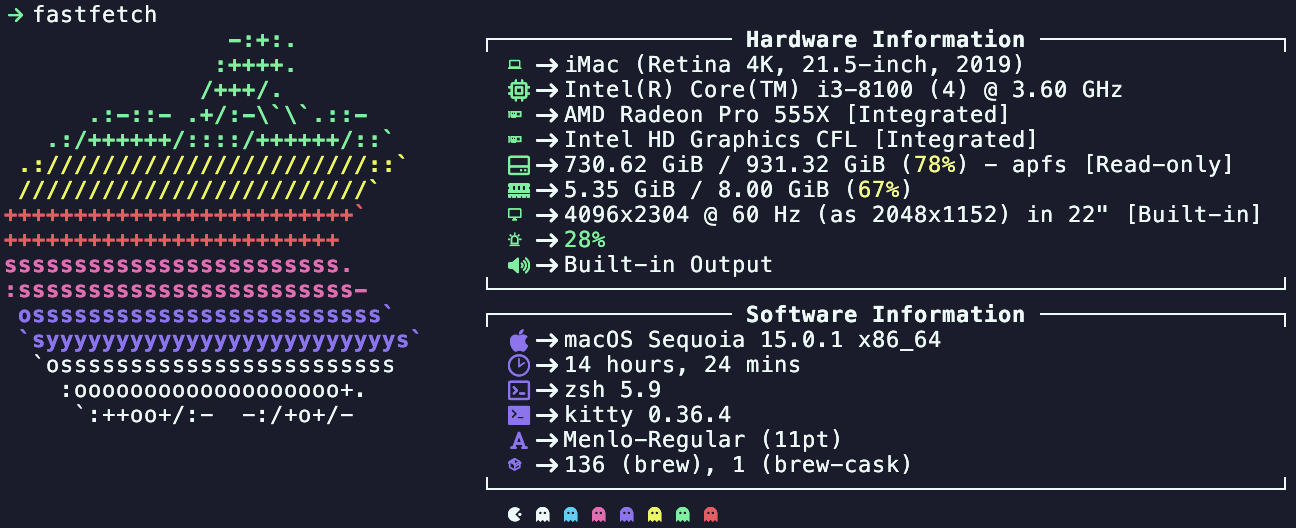 → fastfetch
-:+:.
:++++.
/+++/.
.:-::- .+/:-\`\`.::-
.:/++++++/::::/++++++/::`
.:///////////////////////::`
/////////////////////////`
+++++++++++++++++++++++++`
++++++++++++++++++++++++
ssssssssssssssssssssssss.
:ssssssssssssssssssssssss-
osssssssssssssssssssssssss`
`syyyyyyyyyyyyyyyyyyyyyyyyys`
`ossssssssssssssssssssssss
:ooooooooooooooooooo+.
`:++oo+/:-  -:/+o+/-
Hardware Information
→ iMac (Retina 4K, 21.5-inch, 2019)
→ Intel(R) Core(TM) i3-8100 (4) @ 3.60 GHz
→ AMD Radeon Pro 555X [Integrated]
→ Intel HD Graphics CFL [Integrated]
→ 730.62 GiB / 931.32 GiB (78%) - apfs [Read-only]
→ 5.35 GiB / 8.00 GiB (67%)
→ 4096x2304 @ 60 Hz (as 2048x1152) in 22" [Built-in]
→ 28%
→ Built-in Output
Software Information
→ macOS Sequoia 15.0.1 x86_64
→ 14 hours, 24 mins
→ zsh 5.9
→ kitty 0.36.4
→ Menlo-Regular (11pt)
→ 136 (brew), 1 (brew-cask)